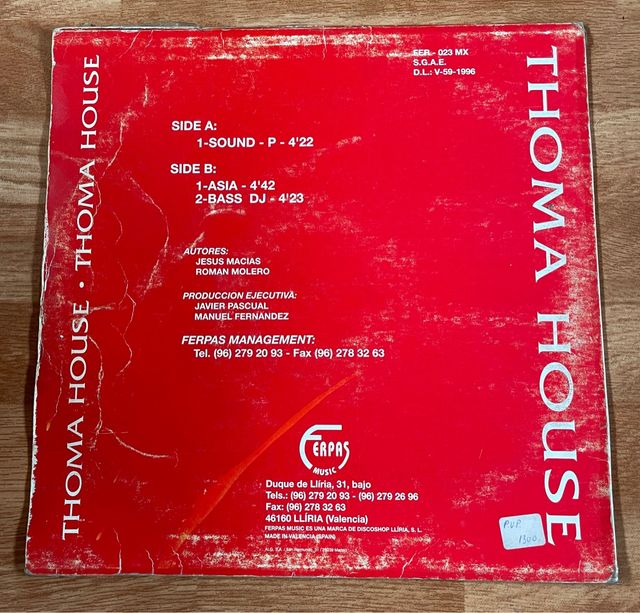 THOMA HOUSE • THOMA HOUSE
FER - 023 MX
S.G.A.E.
D.L.: V-59-1996
THOMA HOUSE
SIDE A:
1-SOUND - P - 4'22
SIDE B:
1-ASIA - 4'42
2-BASS DJ - 4'23
AUTORES:
JESUS MACIAS
ROMAN MOLERO
PRODUCCION EJECUTIVA:
JAVIER PASCUAL
MANUEL FERNANDEZ
FERPAS MANAGEMENT:
Tel. (96) 279 20 93 - Fax (96) 278 32 63
FERPAS
MUSIC
Duque de Llíria, 31, bajo
Tels.: (96) 279 20 93 - (96) 279 26 96
Fax: (96) 278 32 63
46160 LLÍRIA (Valencia)
FERPAS MUSIC ES UNA MARCA DE DISCOSHOP LLÍRIA, S. L.
MADE IN VALENCIA (SPAIN)
P.V.P.
1300